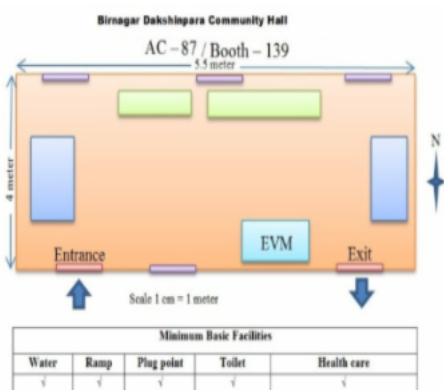 Birnagar Dakshinpara Community Hall
AC – 87 / Booth – 139
5.5 meter
N
4 meter
EVM
Entrance
Exit
Scale 1 cm = 1 meter
Minimum Basic Facilities
Water Ramp Plug point Toilet Health care
√ √ √ √ √